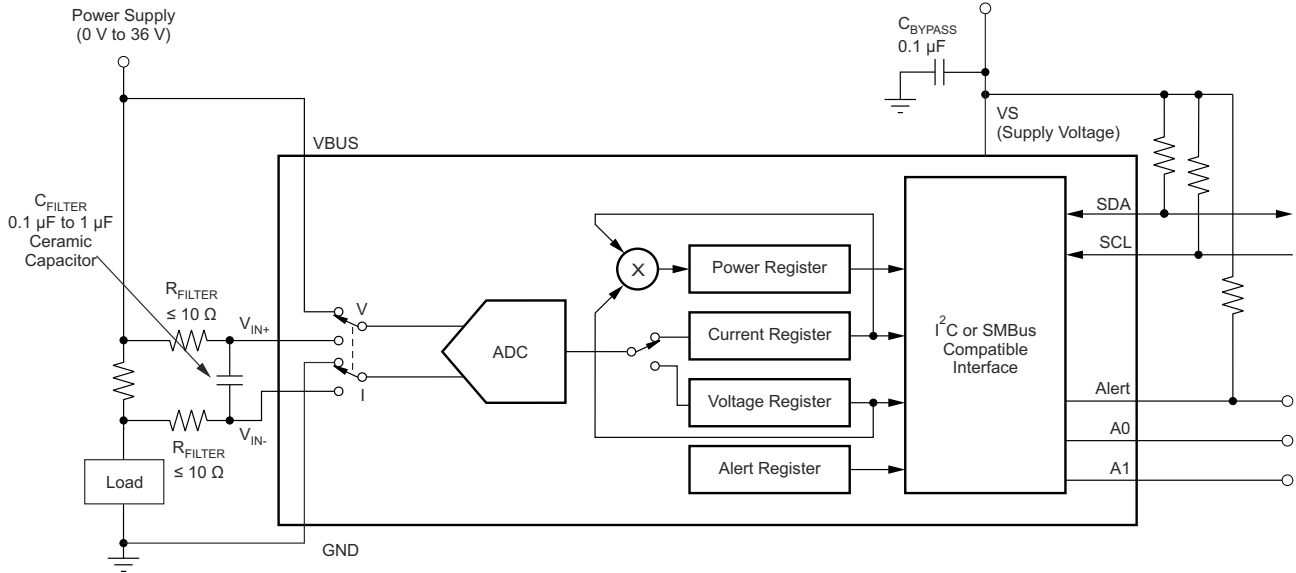 Power Supply
(0 V to 36 V)
C_BYPASS
0.1 µF
VS
(Supply Voltage)
VBUS
C_FILTER
0.1 µF to 1 µF
Ceramic
Capacitor
SDA
SCL
R_FILTER
≤ 10 Ω
V_IN+
V
X
Power Register
ADC
Current Register
I²C or SMBus
Compatible
Interface
I
Voltage Register
Alert
V_IN-
R_FILTER
≤ 10 Ω
A0
Load
Alert Register
A1
GND